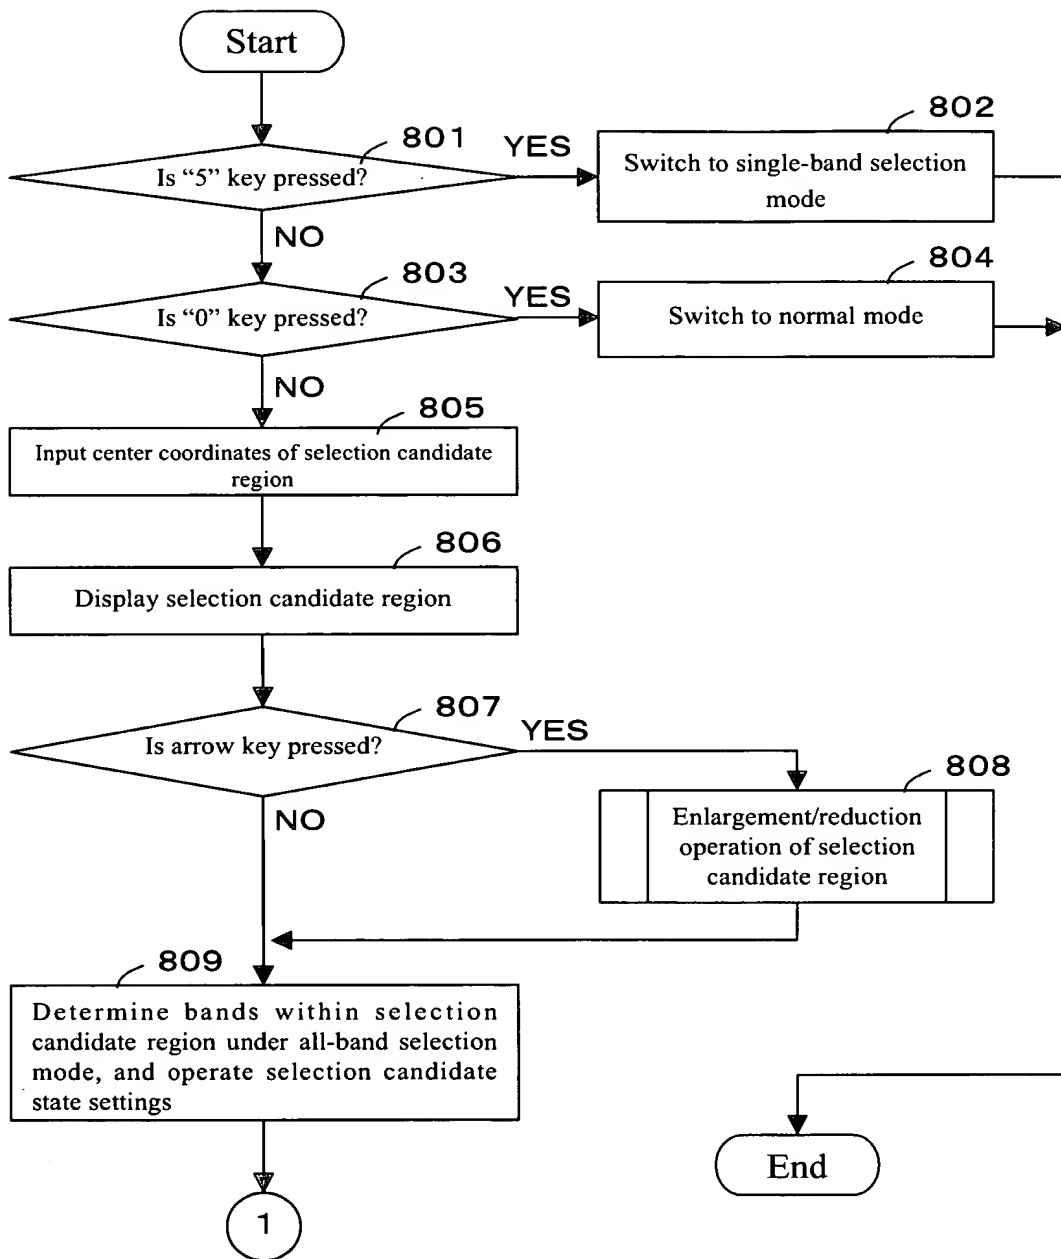 Start
801
Is “5” key pressed?
YES
802
Switch to single-band selection
mode
NO
803
Is “0” key pressed?
YES
804
Switch to normal mode
NO
805
Input center coordinates of selection candidate
region
806
Display selection candidate region
807
Is arrow key pressed?
YES
808
Enlargement/reduction
operation of selection
candidate region
NO
809
Determine bands within selection
candidate region under all-band selection
mode, and operate selection candidate
state settings
End
1